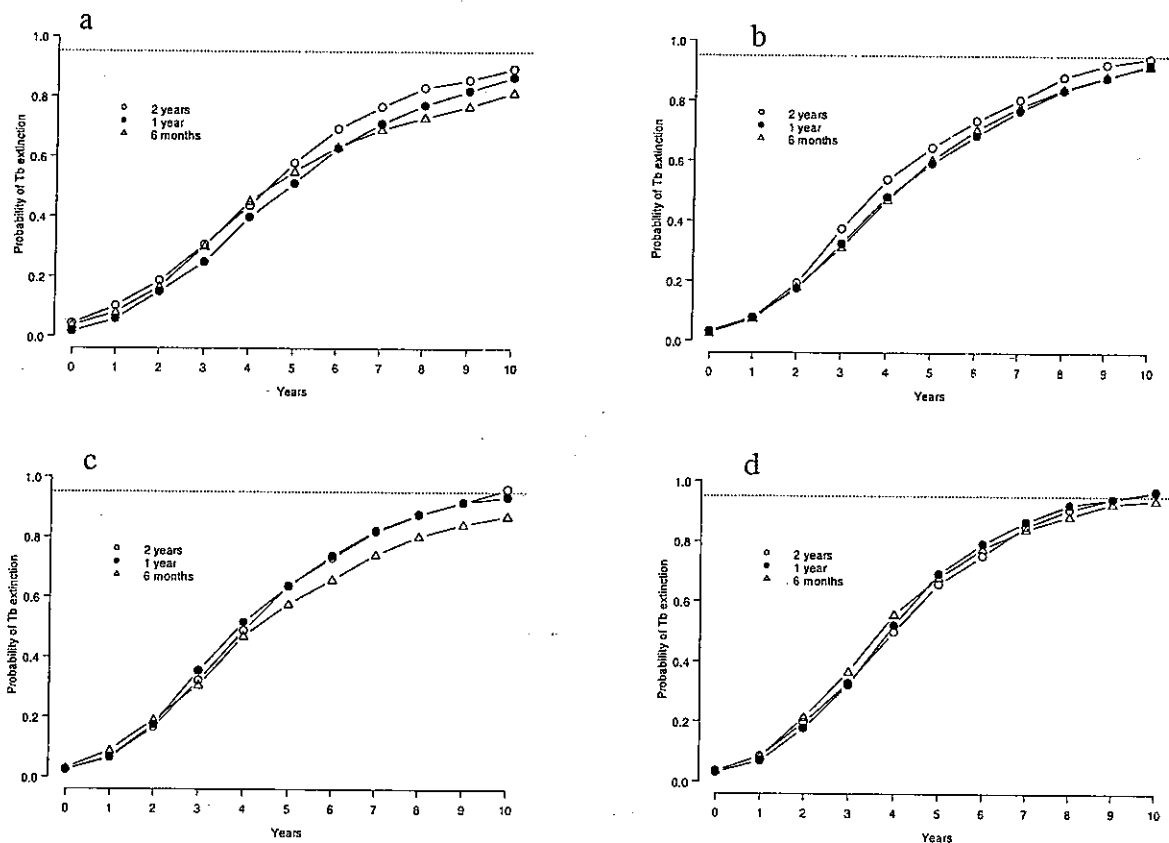 a
1.0
0.8
0.6
0.4
0.2
0.0
Probability of Tb extinction
2 years
1 year
6 months
0 1 2 3 4 5 6 7 8 9 10
Years
b
1.0
0.8
0.6
0.4
0.2
0.0
Probability of Tb extinction
2 years
1 year
6 months
0 1 2 3 4 5 6 7 8 9 10
Years
c
1.0
0.8
0.6
0.4
0.2
0.0
Probability of Tb extinction
2 years
1 year
6 months
0 1 2 3 4 5 6 7 8 9 10
Years
d
1.0
0.8
0.6
0.4
0.2
0.0
Probability of Tb extinction
2 years
1 year
6 months
0 1 2 3 4 5 6 7 8 9 10
Years